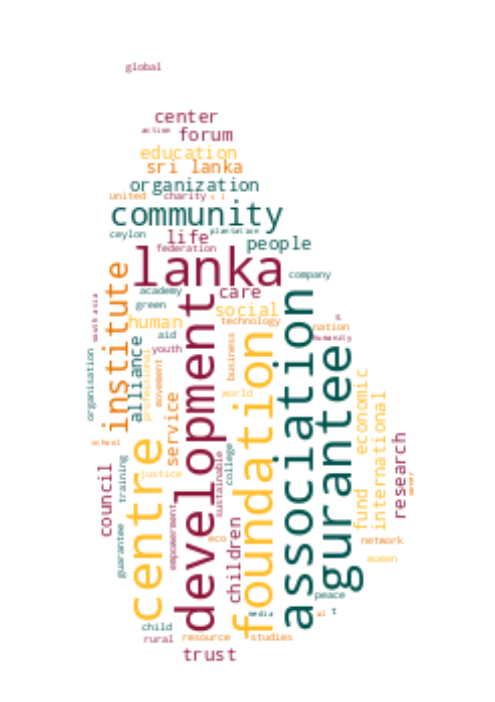 global
center
action
forum
education
sri lanka
organization
united
charity
community
ceylon
plantation
life
people
federation
lanka
company
institute
south asia
academy
care
green
social
human
technology
nation
aid
humanity
youth
alliance
organisation
professional
movement
business
development
foundation
association
gurantee
world
service
economic
international
fund
research
school
centre
council
training
justice
sustainable
college
empowerment
children
guarantee
eco
network
women
peace
media
al
t
child
rural
resource
studies
trust